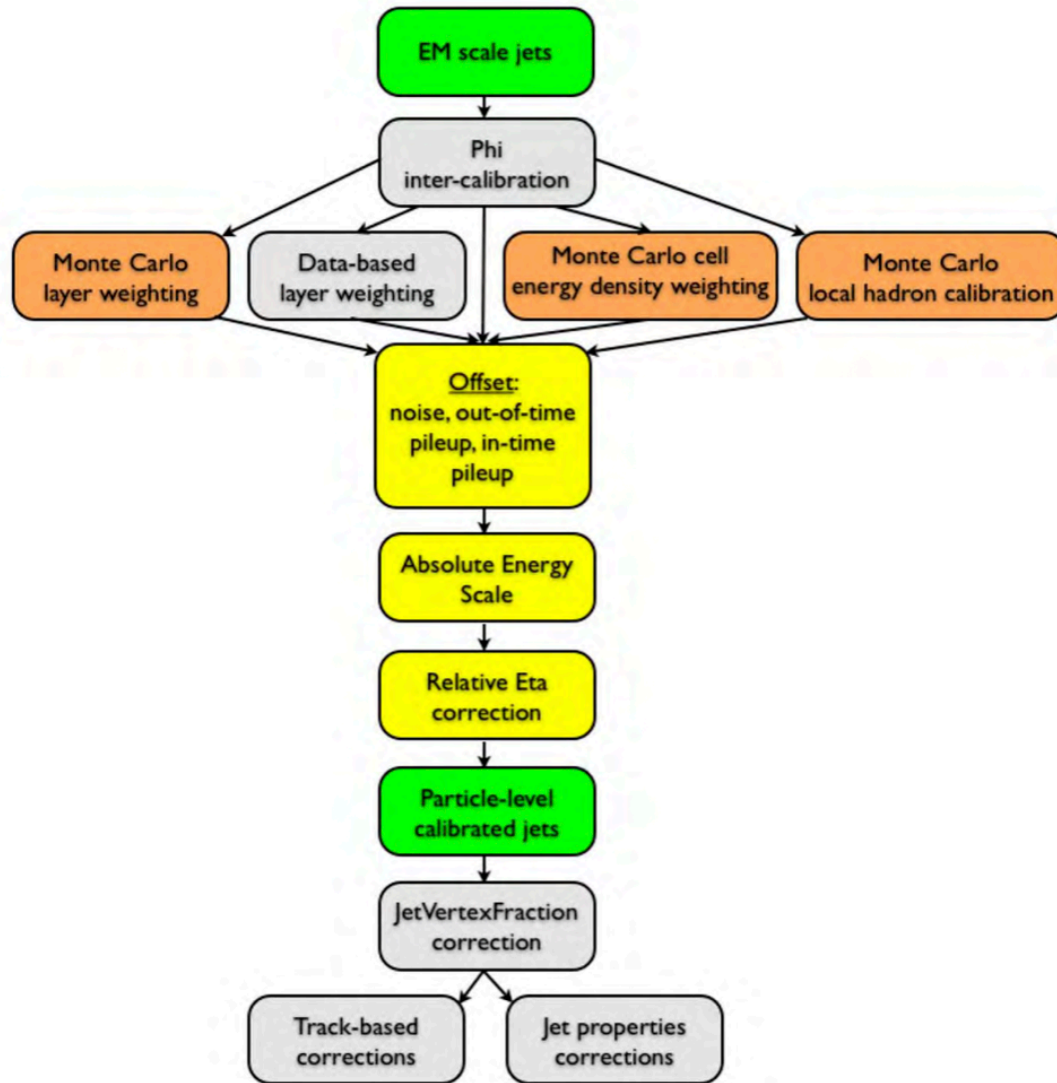 EM scale jets
Phi
inter-calibration
Monte Carlo
layer weighting
Data-based
layer weighting
Monte Carlo cell
energy density weighting
Monte Carlo
local hadron calibration
Offset:
noise, out-of-time
pileup, in-time
pileup
Absolute Energy
Scale
Relative Eta
correction
Particle-level
calibrated jets
JetVertexFraction
correction
Track-based
corrections
Jet properties
corrections